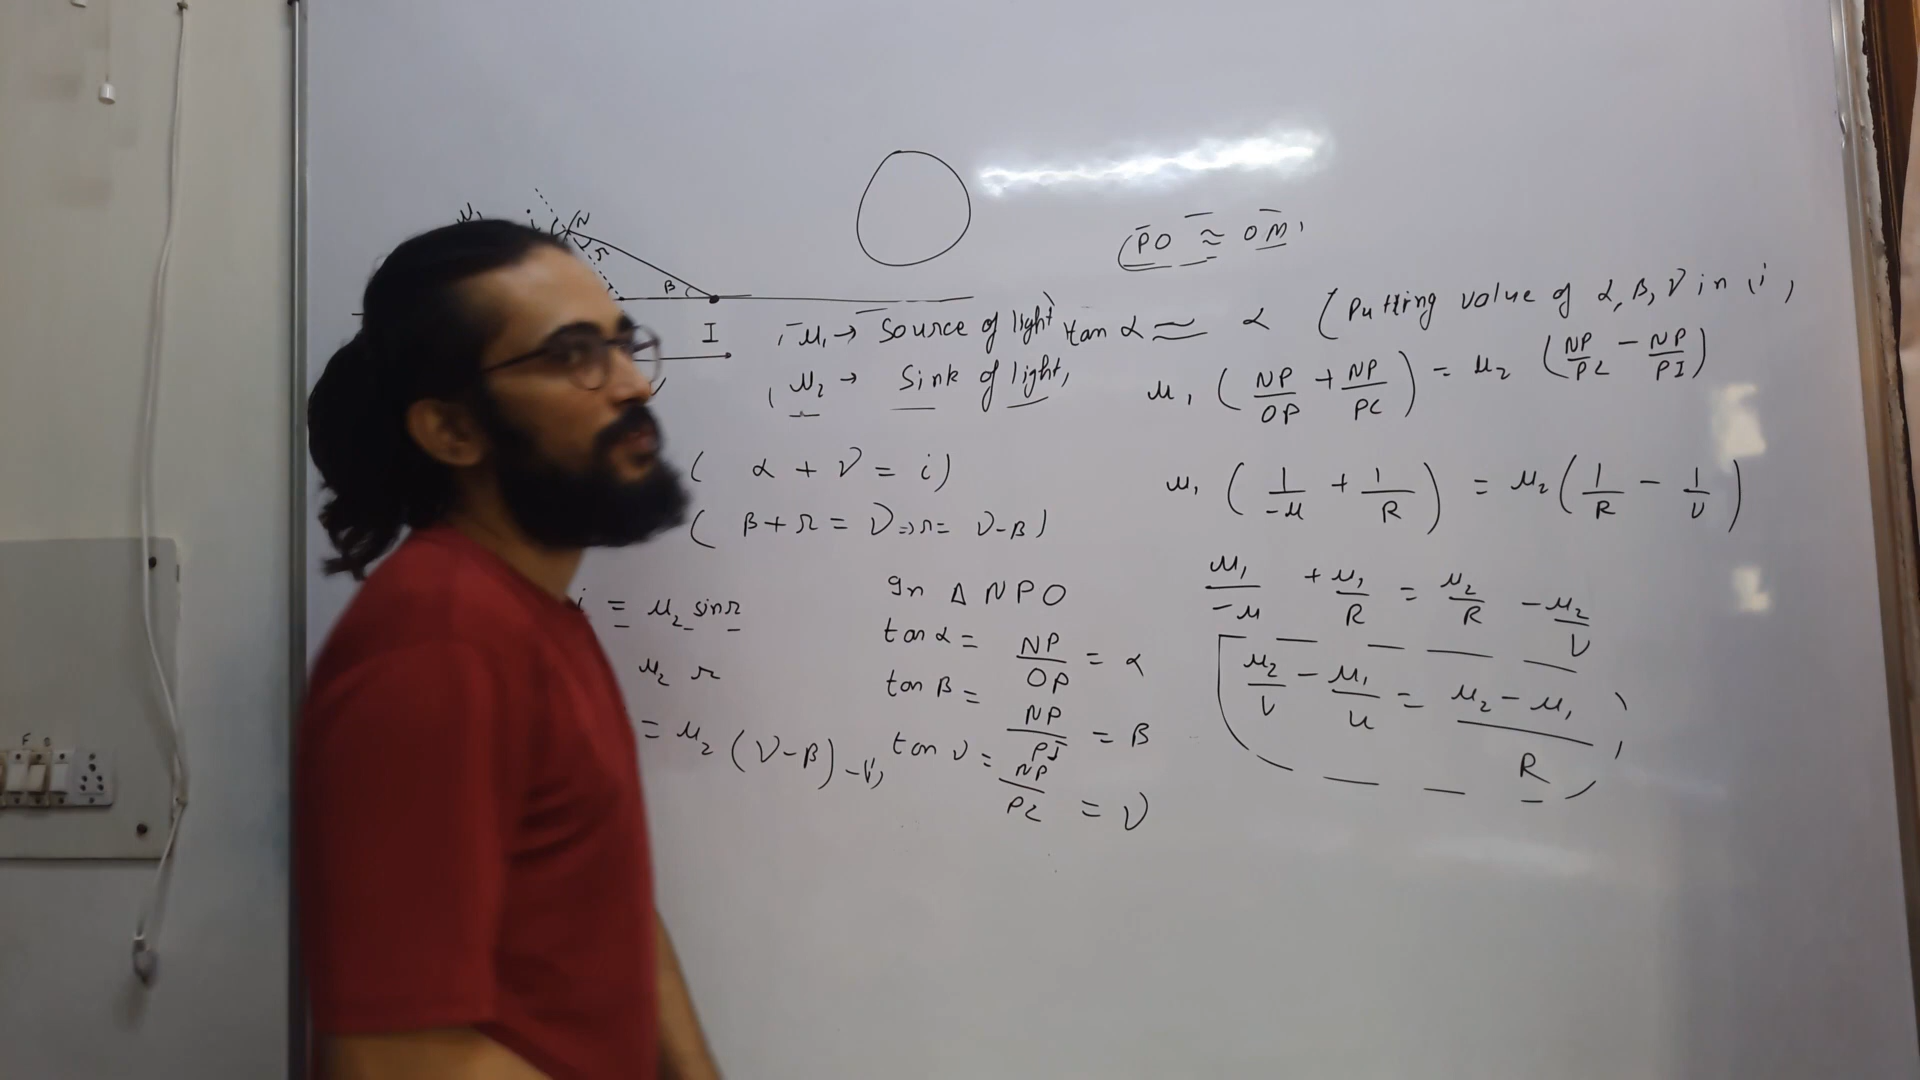 μ₁
i
N
r
β
I
(PO ≈ OM,
μ₁ → Source of light
(μ₂ → Sink of light,
tan α ≈ α
(Putting value of α, β, ν in 'i',
μ₁ (NP/OP + NP/PC) = μ₂ (NP/PC - NP/PI)
(α + ν = i)
(β + r = ν ⇒ r = ν - β)
μ₁ (1/-u + 1/R) = μ₂ (1/R - 1/v)
i = μ₂ sin r
μ₂ r
= μ₂ (ν - β) - 'i',
In Δ NPO
tan α = NP/OP = α
tan β = NP/PI = β
tan ν = NP/PC = ν
μ₁/-u + μ₁/R = μ₂/R - μ₂/v
μ₂/v - μ₁/u = μ₂ - μ₁/R